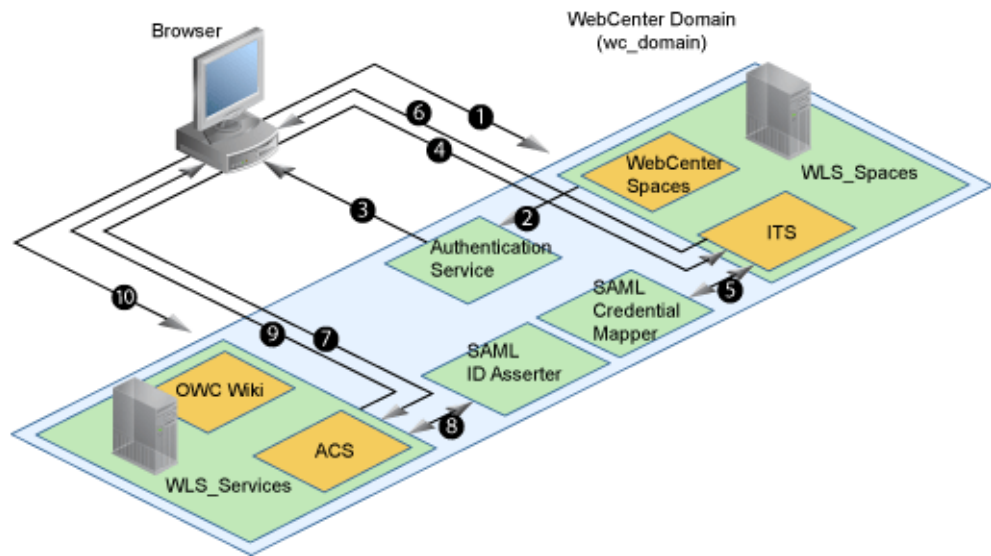 WebCenter Domain
(wc_domain)
Browser
1
6
4
WebCenter
Spaces
WLS_Spaces
2
3
ITS
Authentication
Service
5
SAML
Credential
Mapper
10
9
7
SAML
ID Asserter
OWC Wiki
8
ACS
WLS_Services